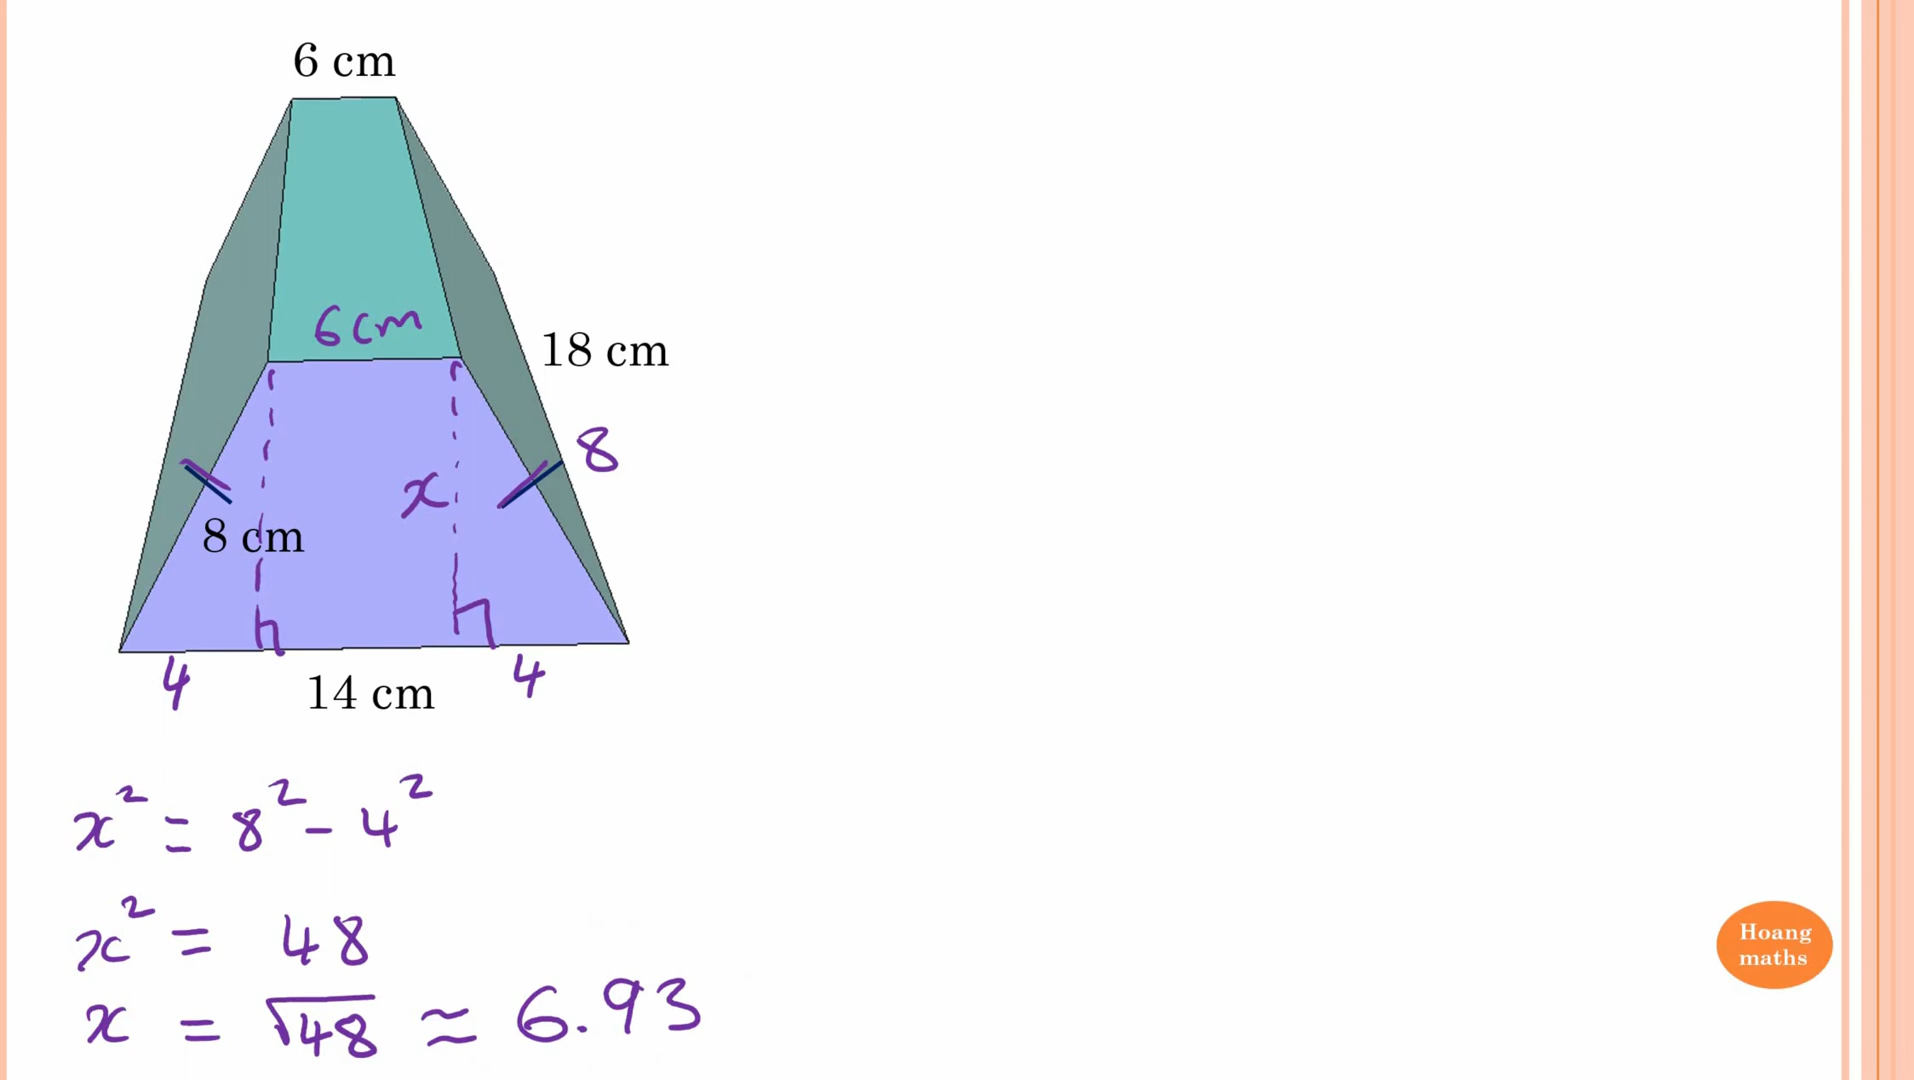 6 cm
6cm
18 cm
8
x
8 cm
4
14 cm
4
x² = 8² - 4²
x² = 48
x = √48 ≈ 6.93
Hoang
maths